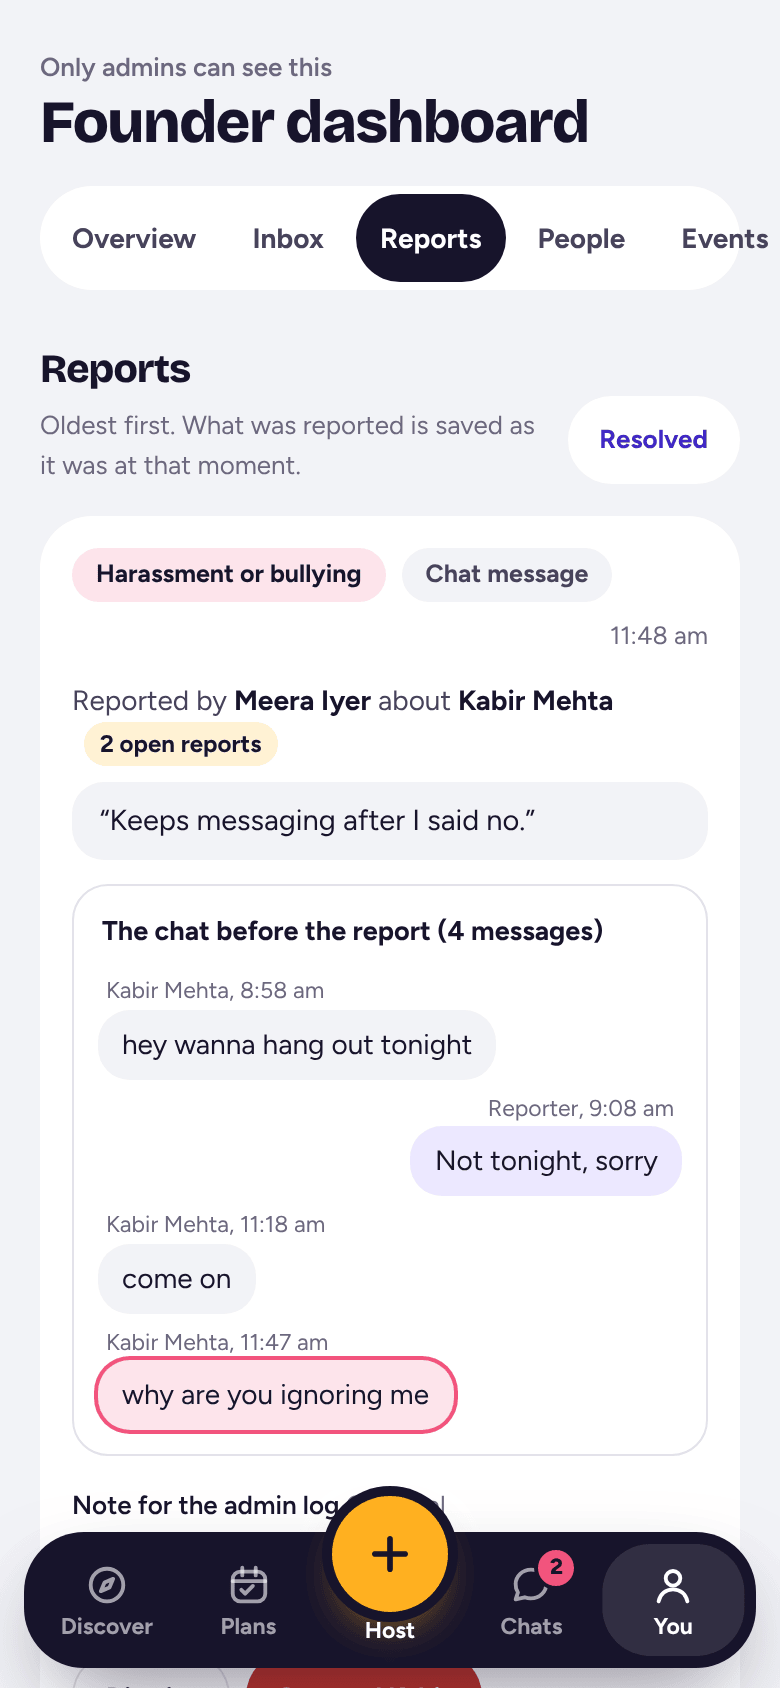 Only admins can see this
Founder dashboard
Overview Inbox Reports People Events
Reports
Oldest first. What was reported is saved as
it was at that moment.
Resolved
Harassment or bullying Chat message
11:48 am
Reported by Meera Iyer about Kabir Mehta
2 open reports
“Keeps messaging after I said no.”
The chat before the report (4 messages)
Kabir Mehta, 8:58 am
hey wanna hang out tonight
Reporter, 9:08 am
Not tonight, sorry
Kabir Mehta, 11:18 am
come on
Kabir Mehta, 11:47 am
why are you ignoring me
Note for the admin log
2
Discover Plans Host Chats You